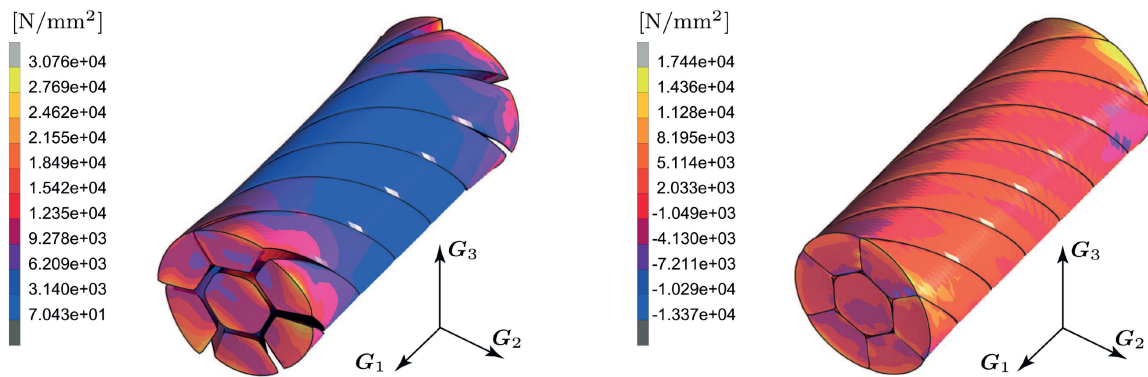 [N/mm²]
3.076e+04
2.769e+04
2.462e+04
2.155e+04
1.849e+04
1.542e+04
1.235e+04
9.278e+03
6.209e+03
3.140e+03
7.043e+01
G₃
G₂
G₁
[N/mm²]
1.744e+04
1.436e+04
1.128e+04
8.195e+03
5.114e+03
2.033e+03
-1.049e+03
-4.130e+03
-7.211e+03
-1.029e+04
-1.337e+04
G₃
G₂
G₁